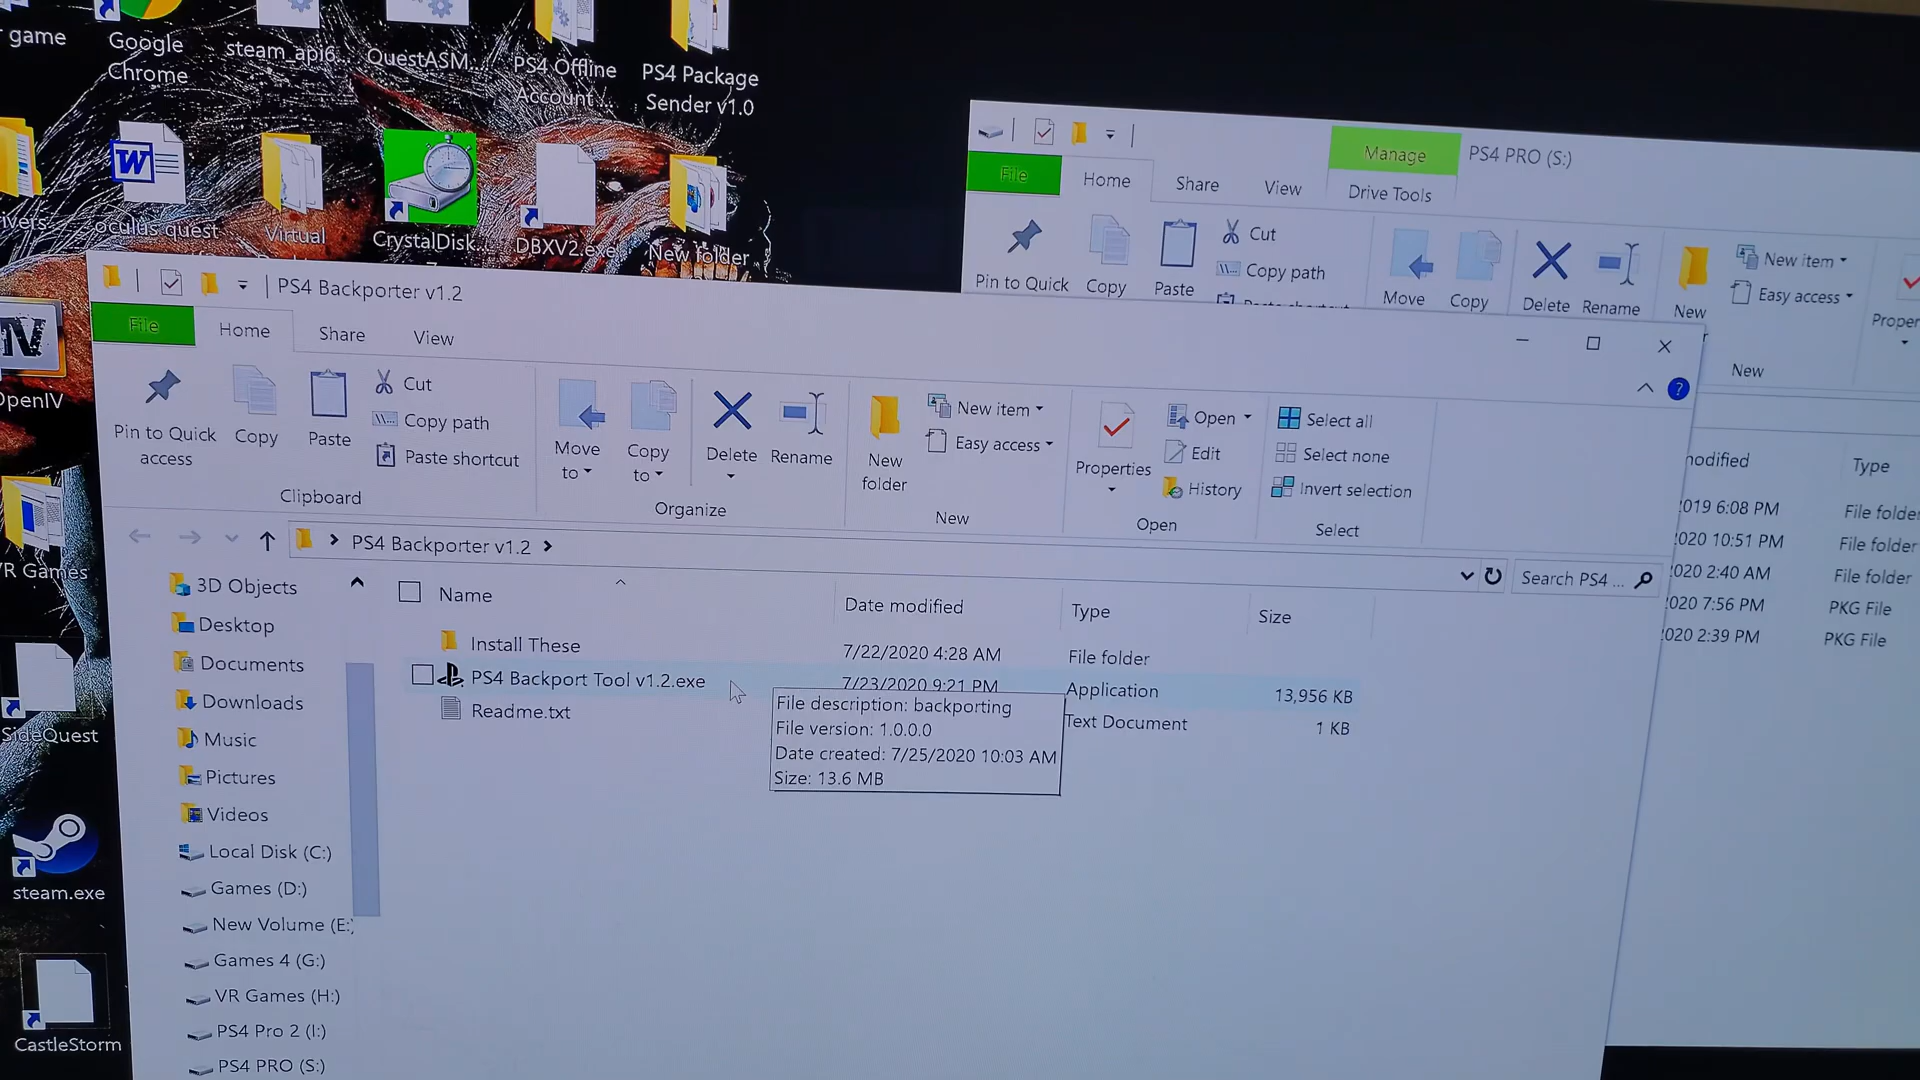 game
Google
Chrome
steam_api6...
QuestASM...
PS4 Offline
Account ...
PS4 Package
Sender v1.0
oculus quest
Virtual
CrystalDisk...
DBXV2.exe
New folder
OpenIV
VR Games
SideQuest
steam.exe
CastleStorm
Manage
PS4 PRO (S:)
File
Home
Share
View
Drive Tools
Pin to Quick
Copy
Paste
Cut
Copy path
Move
Copy
Delete
Rename
New
New item
Easy access
New
PS4 Backporter v1.2
File
Home
Share
View
Pin to Quick
access
Copy
Paste
Cut
Copy path
Paste shortcut
Clipboard
Move
to
Copy
to
Delete
Rename
Organize
New
folder
New item
Easy access
New
Properties
Open
Edit
History
Open
Select all
Select none
Invert selection
Select
PS4 Backporter v1.2
Search PS4 ...
3D Objects
Desktop
Documents
Downloads
Music
Pictures
Videos
Local Disk (C:)
Games (D:)
New Volume (E:)
Games 4 (G:)
VR Games (H:)
PS4 Pro 2 (I:)
PS4 PRO (S:)
Name
Date modified
Type
Size
Install These
7/22/2020 4:28 AM
File folder
PS4 Backport Tool v1.2.exe
7/23/2020 9:21 PM
Application
13,956 KB
Readme.txt
Text Document
1 KB
File description: backporting
File version: 1.0.0.0
Date created: 7/25/2020 10:03 AM
Size: 13.6 MB
Type
2019 6:08 PM
File folder
2020 10:51 PM
File folder
2020 2:40 AM
File folder
2020 7:56 PM
PKG File
2020 2:39 PM
PKG File